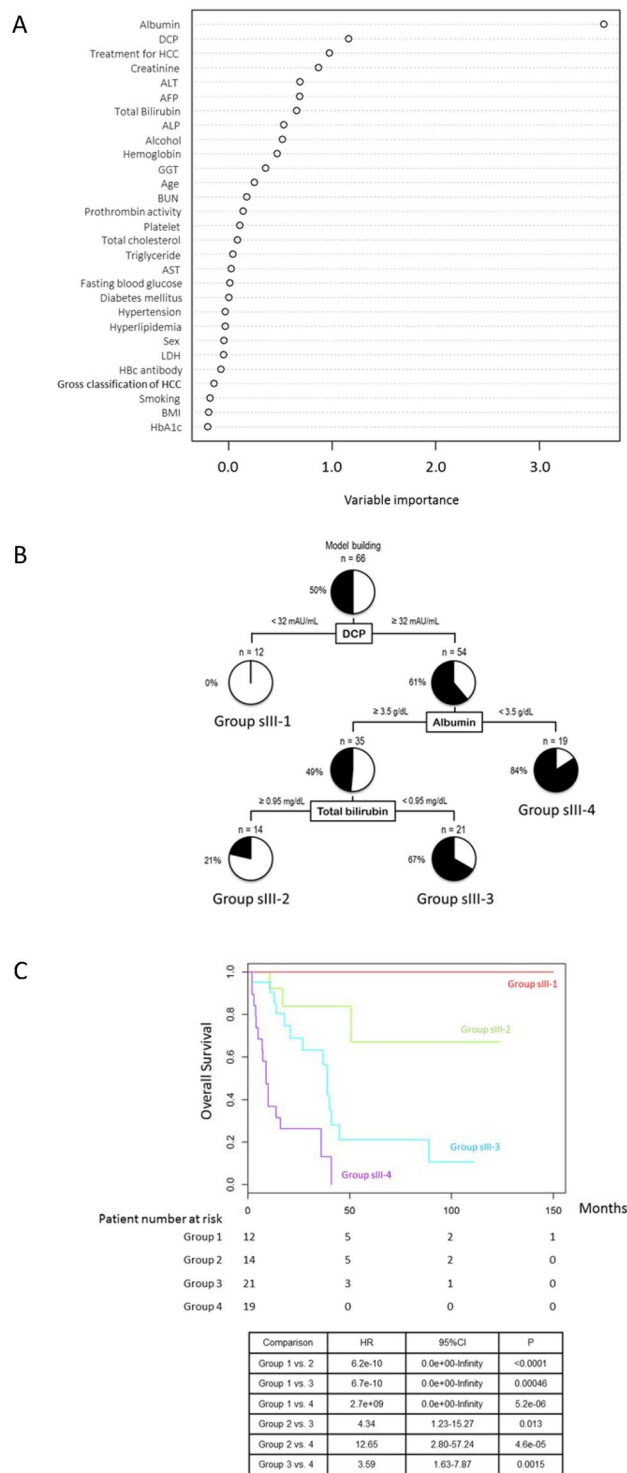 A
Albumin
DCP
Treatment for HCC
Creatinine
ALT
AFP
Total Bilirubin
ALP
Alcohol
Hemoglobin
GGT
Age
BUN
Prothrombin activity
Platelet
Total cholesterol
Triglyceride
AST
Fasting blood glucose
Diabetes mellitus
Hypertension
Hyperlipidemia
Sex
LDH
HBc antibody
Gross classification of HCC
Smoking
BMI
HbA1c
0.0 1.0 2.0 3.0
Variable importance
B
Model building
n = 66
50%
< 32 mAU/mL DCP ≥ 32 mAU/mL
n = 12 n = 54
0% 61%
Group sIII-1
≥ 3.5 g/dL Albumin < 3.5 g/dL
n = 35 n = 19
49% 84%
Group sIII-4
≥ 0.95 mg/dL Total bilirubin < 0.95 mg/dL
n = 14 n = 21
21% 67%
Group sIII-2 Group sIII-3
C
Overall Survival
1.0
0.8
0.6
0.4
0.2
0.0
Group sIII-1
Group sIII-2
Group sIII-3
Group sIII-4
0 50 100 150 Months
Patient number at risk
Group 1 12 5 2 1
Group 2 14 5 2 0
Group 3 21 3 1 0
Group 4 19 0 0 0
Comparison HR 95%CI P
Group 1 vs. 2 6.2e-10 0.0e+00-Infinity <0.0001
Group 1 vs. 3 6.7e-10 0.0e+00-Infinity 0.00046
Group 1 vs. 4 2.7e+09 0.0e+00-Infinity 5.2e-06
Group 2 vs. 3 4.34 1.23-15.27 0.013
Group 2 vs. 4 12.65 2.80-57.24 4.6e-05
Group 3 vs. 4 3.59 1.63-7.87 0.0015